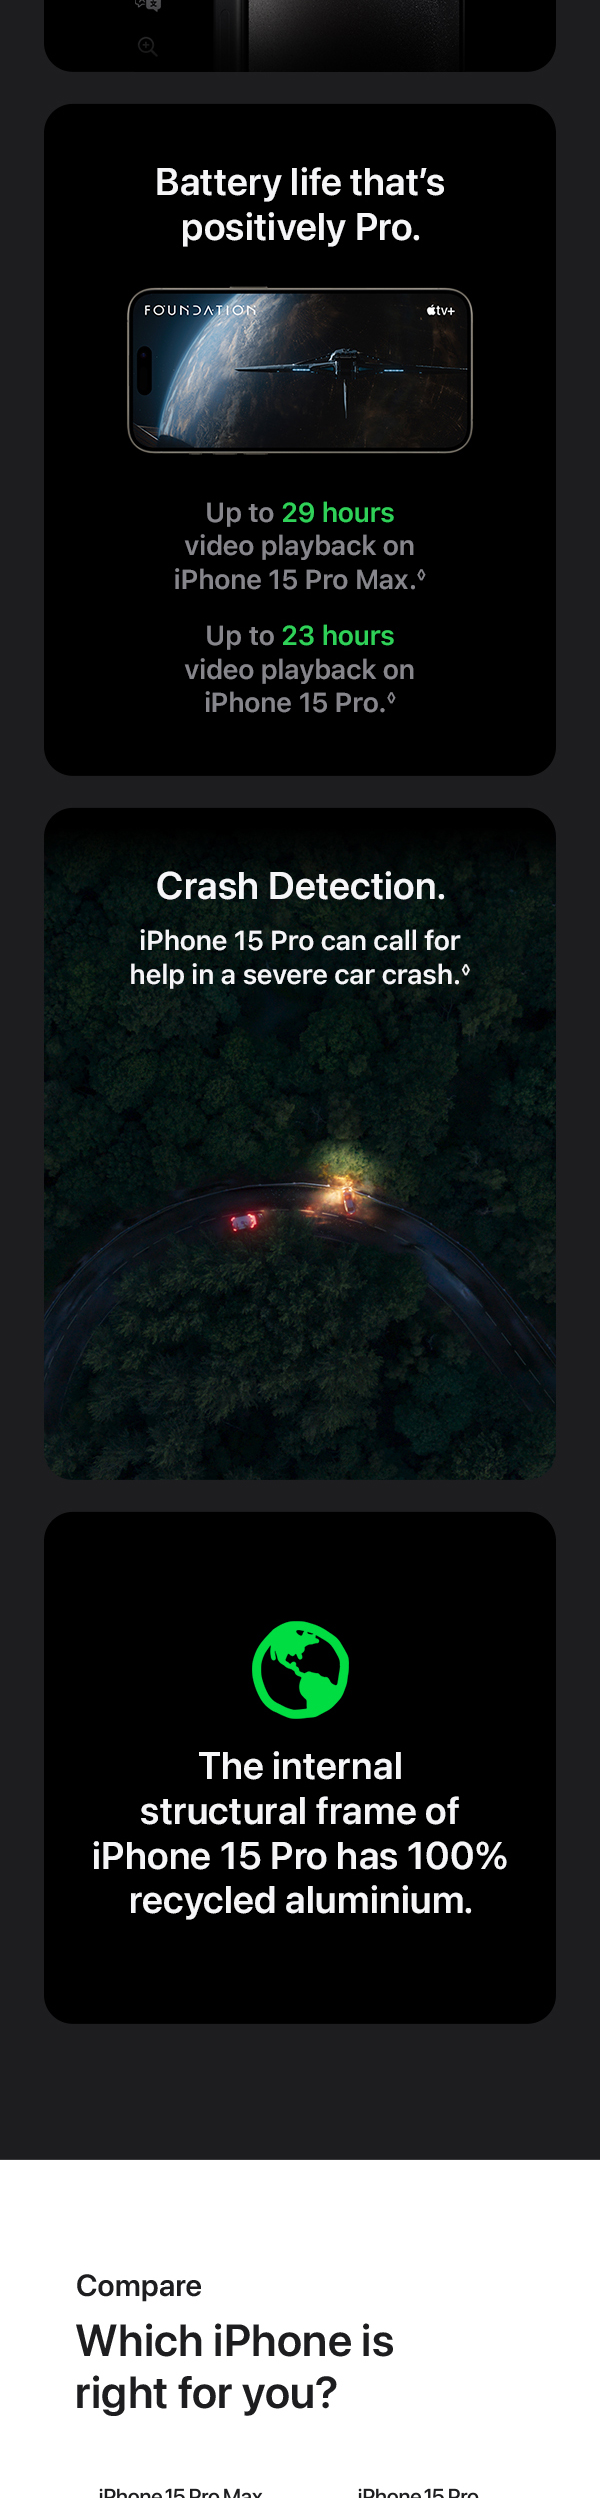 Battery life that’s
positively Pro.
FOUNDATION
tv+
Up to 29 hours
video playback on
iPhone 15 Pro Max.◊
Up to 23 hours
video playback on
iPhone 15 Pro.◊
Crash Detection.
iPhone 15 Pro can call for
help in a severe car crash.◊
The internal
structural frame of
iPhone 15 Pro has 100%
recycled aluminium.
Compare
Which iPhone is
right for you?
iPhone 15 Pro Max
iPhone 15 Pro